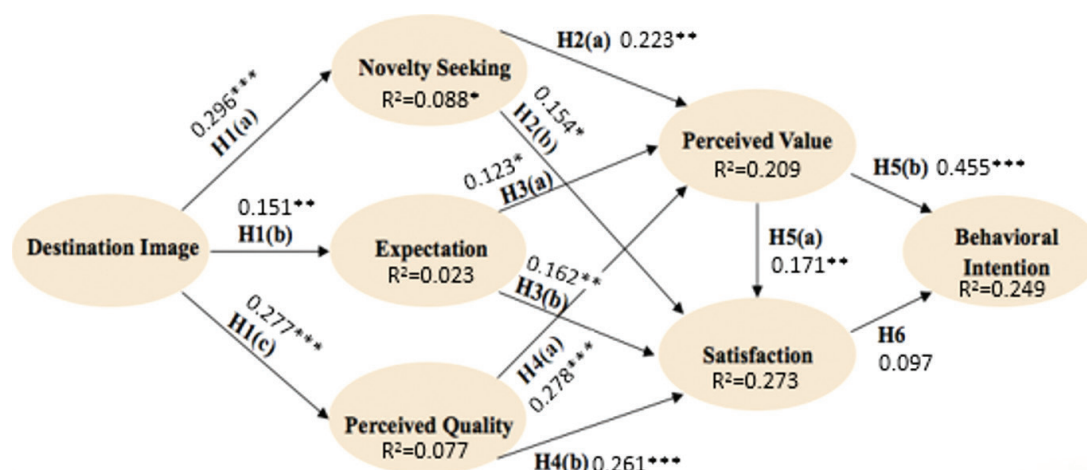 Novelty Seeking
R²=0.088*
H2(a) 0.223**
0.296***
H1(a)
0.154*
H2(b)
Perceived Value
R²=0.209
0.123*
H3(a)
H5(b) 0.455***
Destination Image
0.151**
H1(b)
Expectation
R²=0.023
H5(a)
0.171**
Behavioral
Intention
R²=0.249
0.162**
H3(b)
0.277***
H1(c)
H4(a)
0.278***
Satisfaction
R²=0.273
H6
0.097
Perceived Quality
R²=0.077
H4(b) 0.261***